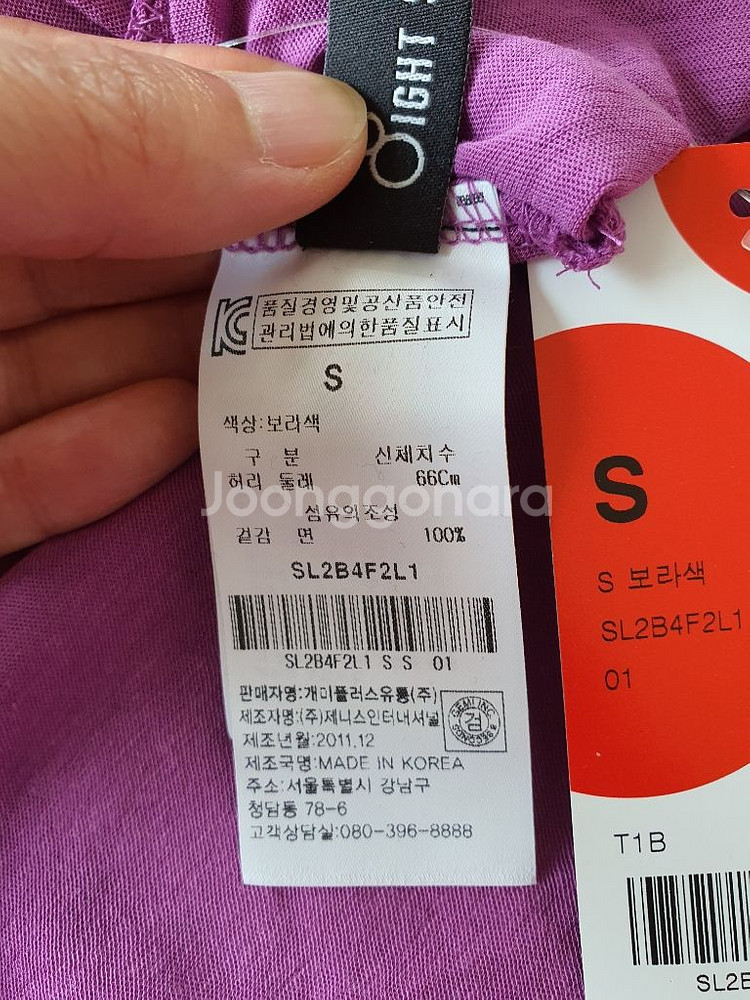 8IGHT S
품질경영및공산품안전
관리법에의한품질표시
S
색상:보라색
구 분 신체치수
허리 둘레 66Cm
섬유의조성
겉감 면 100%
SL2B4F2L1
SL2B4F2L1 S S 01
판매자명:개미플러스유통(주)
제조자명:(주)제니스인터내셔널
제조년월:2011.12
제조국명:MADE IN KOREA
주소:서울특별시 강남구
청담동 78-6
고객상담실:080-396-8888
GEMI INC.
검
Joonggonara
S
S 보라색
SL2B4F2L1
01
T1B
SL2B